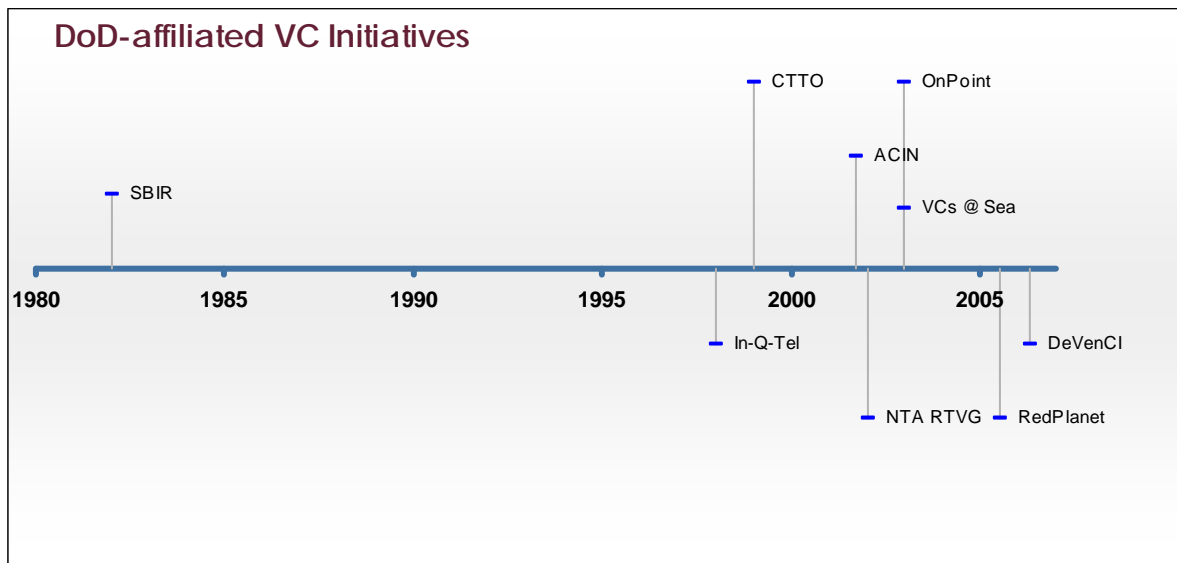 DoD-affiliated VC Initiatives
CTTO
OnPoint
ACIN
SBIR
VCs @ Sea
1980
1985
1990
1995
2000
2005
In-Q-Tel
DeVenCI
NTA RTVG
RedPlanet